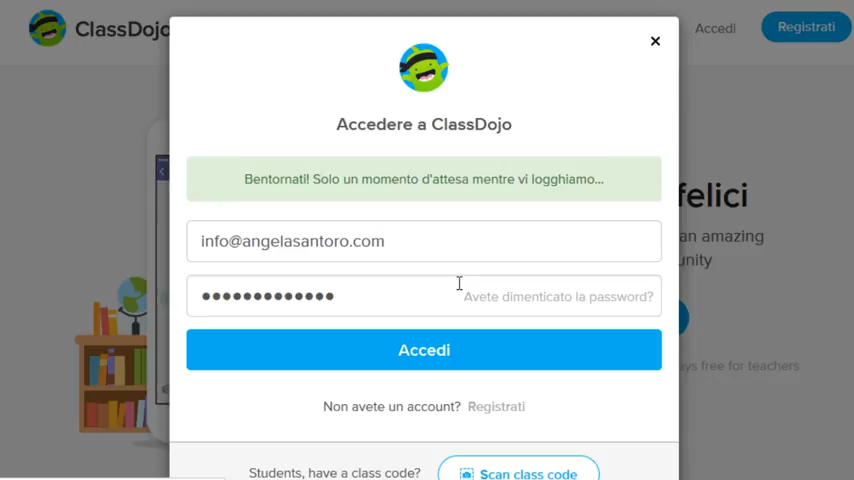 ClassDojo
Accedi
Registrati
Accedere a ClassDojo
Bentornati! Solo un momento d'attesa mentre vi logghiamo...
felici
an amazing
unity
info@angelasantoro.com
●●●●●●●●●●●●●
Avete dimenticato la password?
Accedi
ys free for teachers
Non avete un account? Registrati
Students, have a class code?
Scan class code